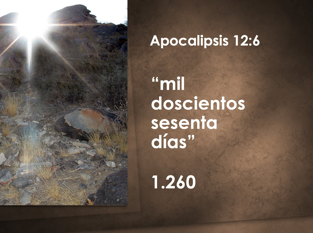 Apocalipsis 12:6
“mil
doscientos
sesenta
días”
1.260